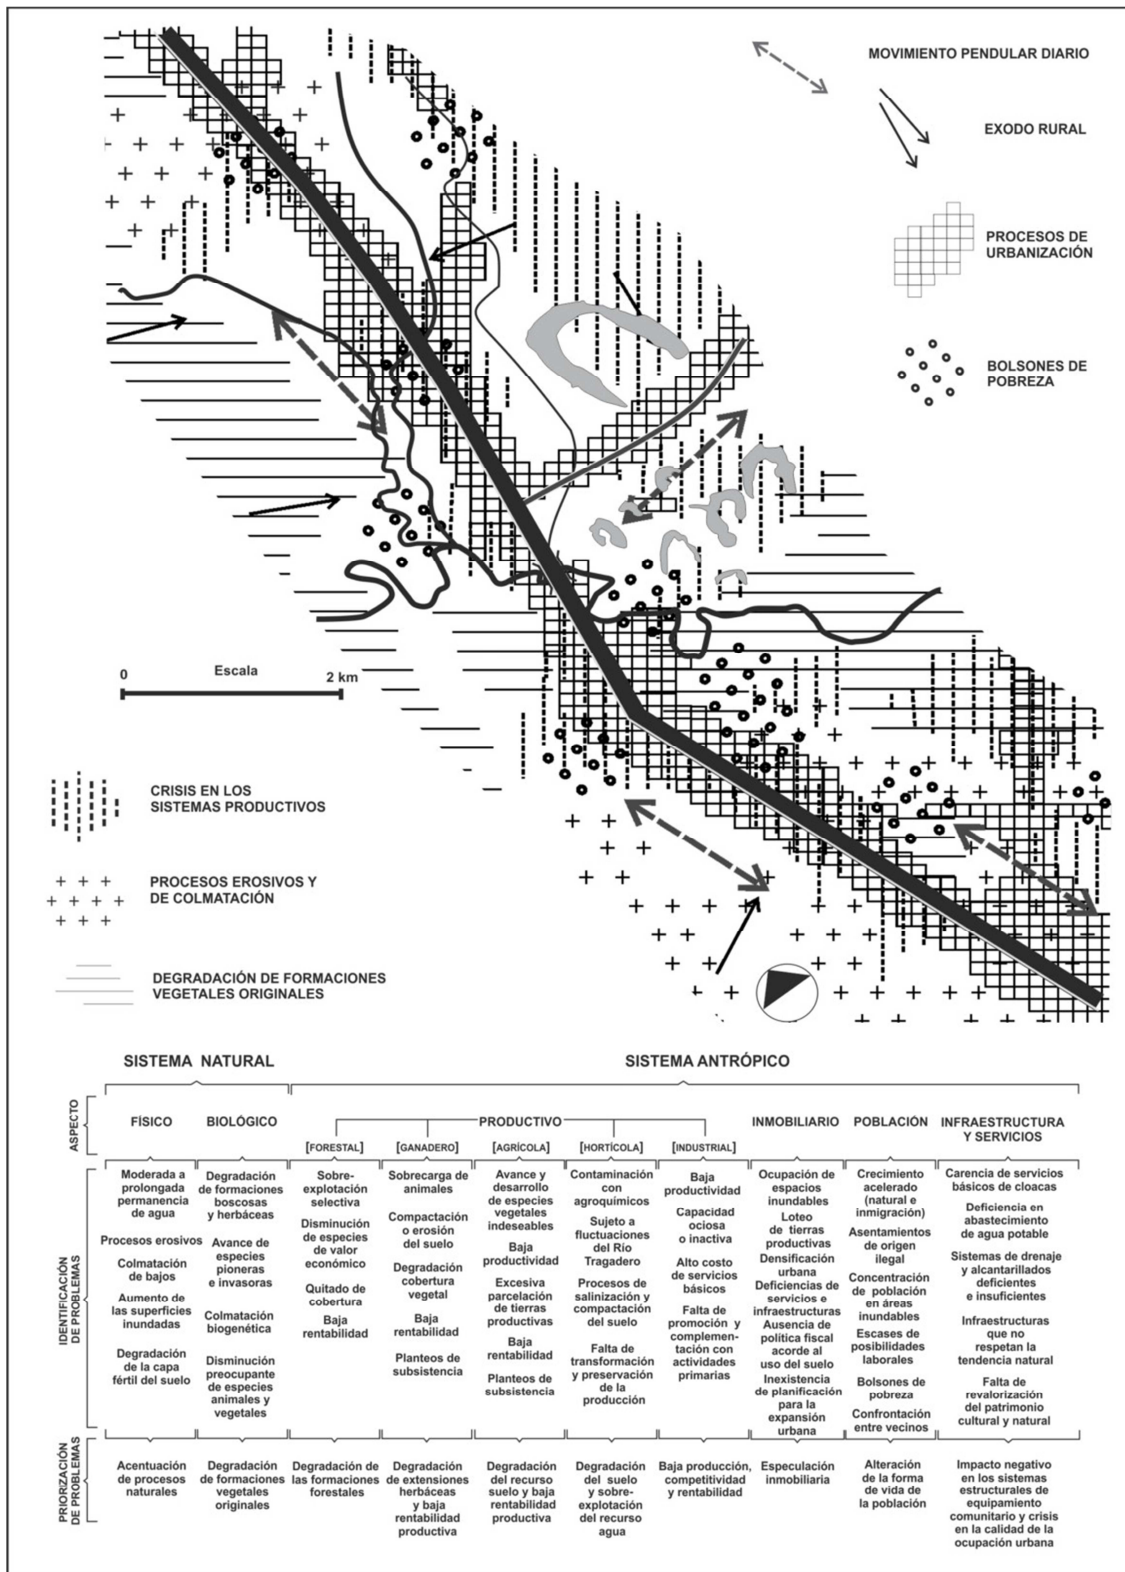 MOVIMIENTO PENDULAR DIARIO
EXODO RURAL
PROCESOS DE
URBANIZACIÓN
BOLSONES DE
POBREZA
0
Escala
2 km
CRISIS EN LOS
SISTEMAS PRODUCTIVOS
PROCESOS EROSIVOS Y
DE COLMATACIÓN
DEGRADACIÓN DE FORMACIONES
VEGETALES ORIGINALES
SISTEMA NATURAL
SISTEMA ANTRÓPICO
ASPECTO
FÍSICO
BIOLÓGICO
PRODUCTIVO
[FORESTAL]
[GANADERO]
[AGRÍCOLA]
[HORTÍCOLA]
[INDUSTRIAL]
INMOBILIARIO
POBLACIÓN
INFRAESTRUCTURA
Y SERVICIOS
IDENTIFICACIÓN
DE PROBLEMAS
Moderada a
prolongada
permanencia
de agua
Procesos erosivos
Colmatación
de bajos
Aumento de
las superficies
inundadas
Degradación
de la capa
fértil del suelo
Degradación
de formaciones
boscosas
y herbáceas
Avance de
especies
pioneras
e invasoras
Colmatación
biogenética
Disminución
preocupante
de especies
animales y
vegetales
Sobre-
explotación
selectiva
Disminución
de especies
de valor
económico
Quitado de
cobertura
Baja
rentabilidad
Sobrecarga de
animales
Compactación
o erosión
del suelo
Degradación
cobertura
vegetal
Baja
rentabilidad
Planteos de
subsistencia
Avance y
desarrollo
de especies
vegetales
indeseables
Baja
productividad
Excesiva
parcelación
de tierras
productivas
Baja
rentabilidad
Planteos de
subsistencia
Contaminación
con
agroquímicos
Sujeto a
fluctuaciones
del Río
Tragadero
Procesos de
salinización y
compactación
del suelo
Falta de
transformación
y preservación
de la
producción
Baja
productividad
Capacidad
ociosa
o inactiva
Alto costo
de servicios
básicos
Falta de
promoción y
complemen-
tación con
actividades
primarias
Ocupación de
espacios
inundables
Loteo
de tierras
productivas
Densificación
urbana
Deficiencias de
servicios e
infraestructuras
Ausencia de
política fiscal
acorde al
uso del suelo
Inexistencia
de planificación
para la
expansión
urbana
Crecimiento
acelerado
(natural e
inmigración)
Asentamientos
de origen
ilegal
Concentración
de población
en áreas
inundables
Escases de
posibilidades
laborales
Bolsones de
pobreza
Confrontación
entre vecinos
Carencia de servicios
básicos de cloacas
Deficiencia en
abastecimiento
de agua potable
Sistemas de drenaje
y alcantarillados
deficientes
e insuficientes
Infraestructuras
que no
respetan la
tendencia natural
Falta de
revalorización
del patrimonio
cultural y natural
PRIORIZACIÓN
DE PROBLEMAS
Acentuación
de procesos
naturales
Degradación
de formaciones
vegetales
originales
Degradación de
las formaciones
forestales
Degradación
de extensiones
herbáceas
y baja
rentabilidad
productiva
Degradación
del recurso
suelo y baja
rentabilidad
productiva
Degradación
del suelo
y sobre-
explotación
del recurso
agua
Baja producción,
competitividad
y rentabilidad
Especulación
inmobiliaria
Alteración
de la forma
de vida de
la población
Impacto negativo
en los sistemas
estructurales de
equipamiento
comunitario y crisis
en la calidad de la
ocupación urbana